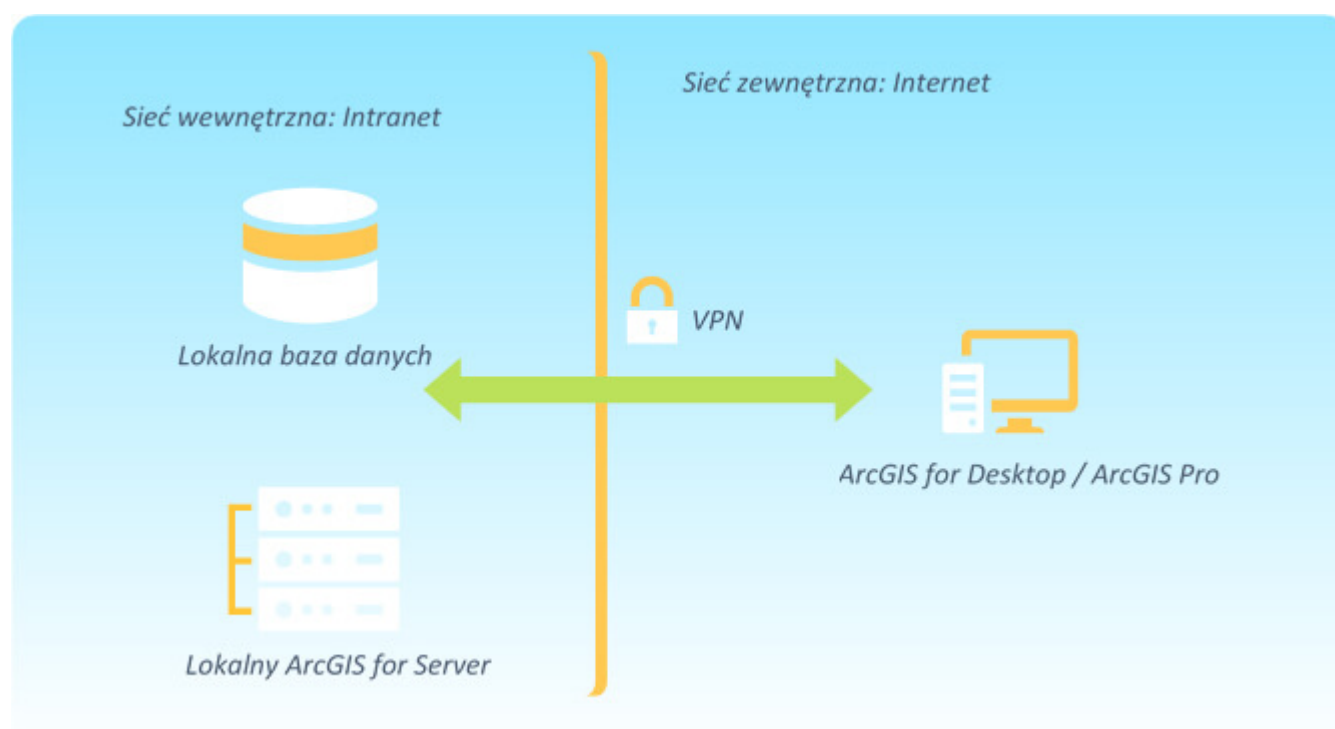 Sieć wewnętrzna: Intranet
Sieć zewnętrzna: Internet
Lokalna baza danych
VPN
ArcGIS for Desktop / ArcGIS Pro
Lokalny ArcGIS for Server